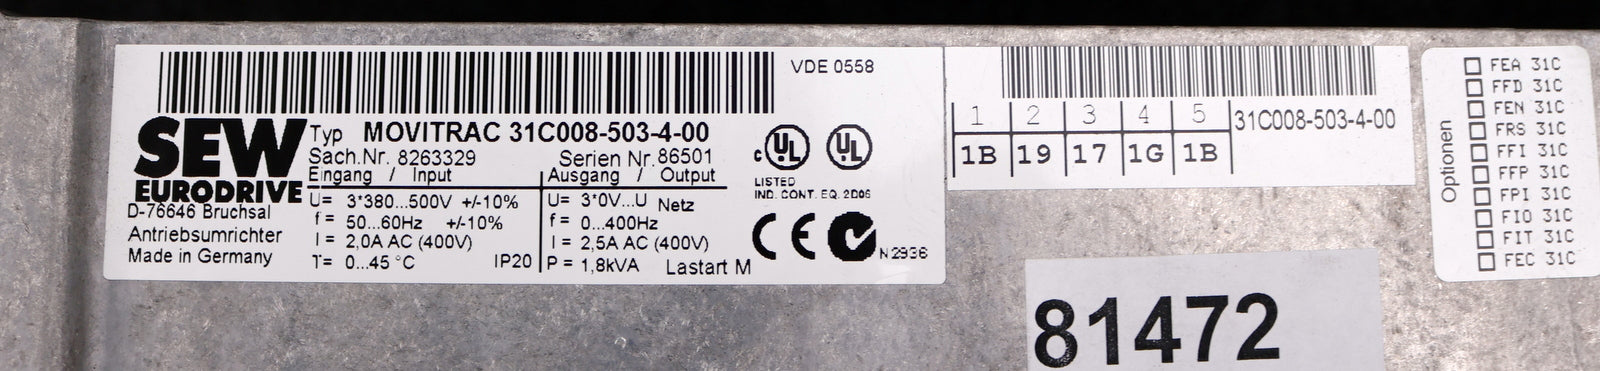 VDE 0558
SEW
EURODRIVE
D-76646 Bruchsal
Antriebsumrichter
Made in Germany
Typ MOVITRAC 31C008-503-4-00
Sach.Nr. 8263329 Serien Nr. 86501
Eingang / Input Ausgang / Output
U= 3*380...500V +/-10% U= 3*0V...U Netz
f= 50...60Hz +/-10% f= 0...400Hz
I = 2,0A AC (400V) I = 2,5A AC (400V)
T= 0...45 °C IP20 P = 1,8kVA Lastart M
c UL UL
LISTED
IND. CONT. EQ. 2D06
CE N2936
1 2 3 4 5
1B 19 17 1G 1B
31C008-503-4-00
81472
Optionen
FEA 31C
FFD 31C
FEN 31C
FRS 31C
FFI 31C
FFP 31C
FPI 31C
FIO 31C
FIT 31C
FEC 31C